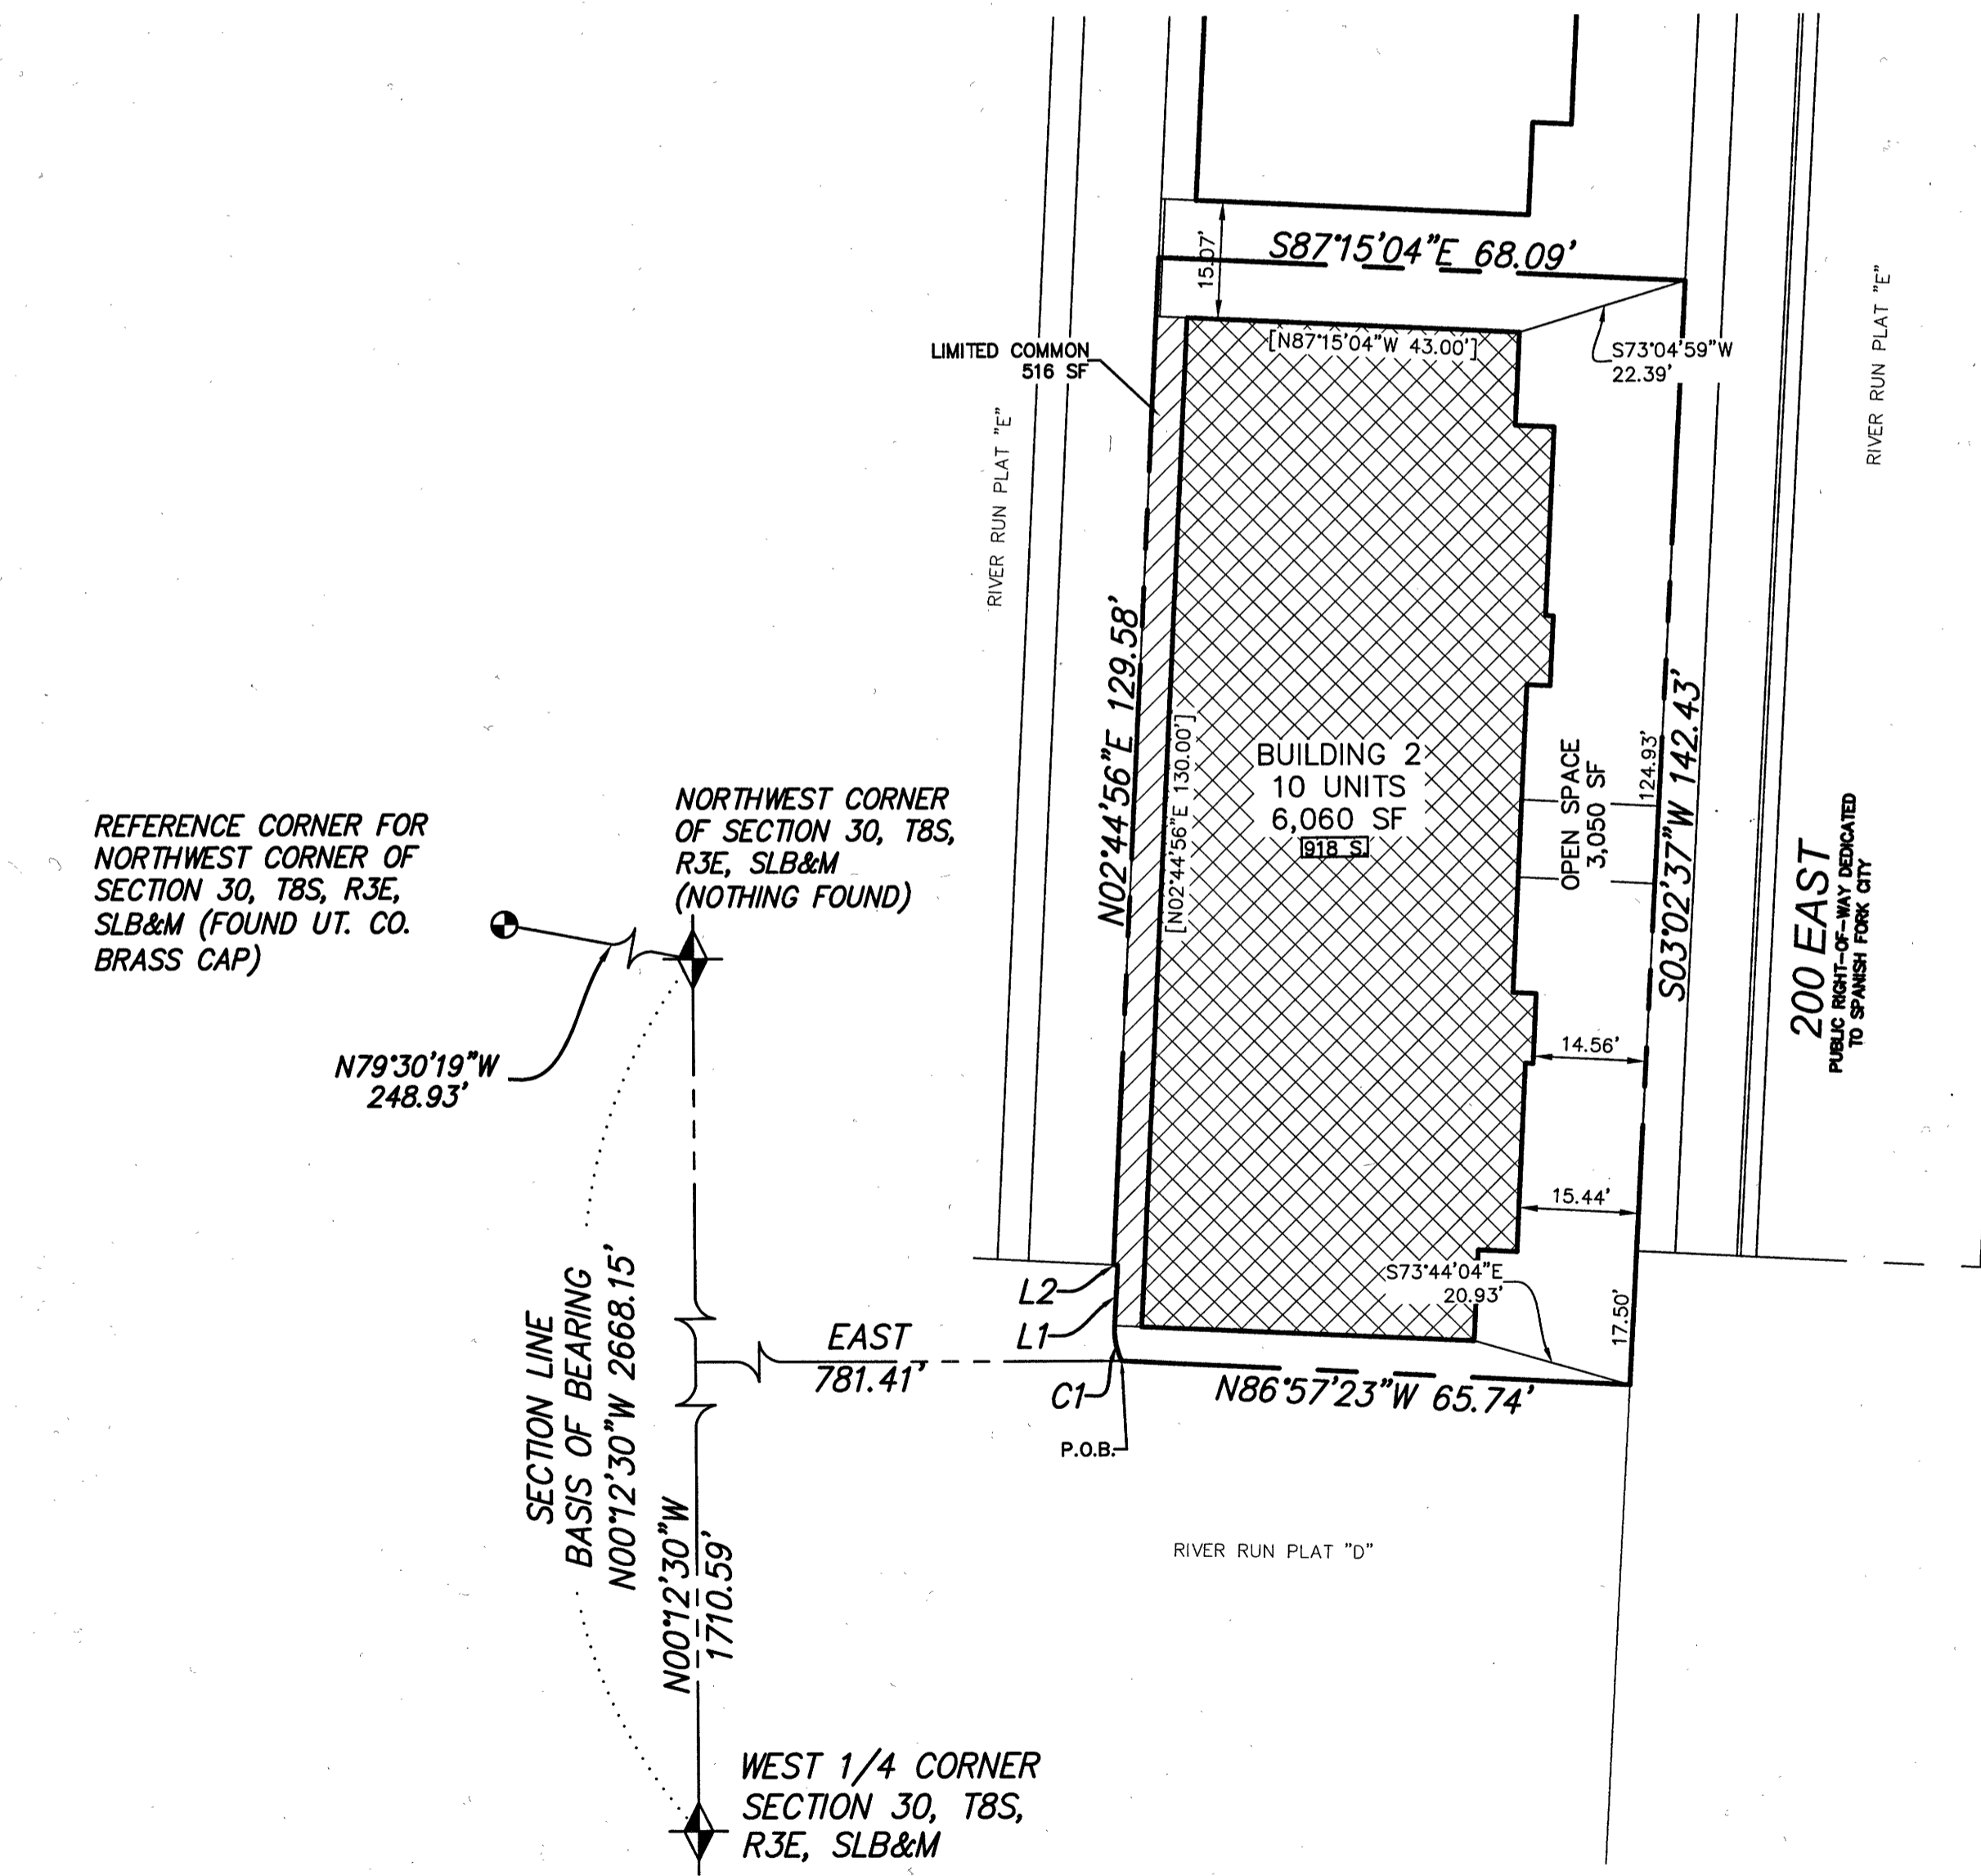 S87°15'04"E 68.09'
15.07'
[N87°15'04"W 43.00']
S73°04'59"W
22.39'
LIMITED COMMON
516 SF
RIVER RUN PLAT "E"
RIVER RUN PLAT "E"
N02°44'56"E 129.58'
[N02°44'56"E 130.00']
BUILDING 2
10 UNITS
6,060 SF
918 S.
OPEN SPACE
3,050 SF
124.93'
S03°02'37"W 142.43'
200 EAST
PUBLIC RIGHT-OF-WAY DEDICATED
TO SPANISH FORK CITY
REFERENCE CORNER FOR
NORTHWEST CORNER OF
SECTION 30, T8S, R3E,
SLB&M (FOUND UT. CO.
BRASS CAP)
NORTHWEST CORNER
OF SECTION 30, T8S,
R3E, SLB&M
(NOTHING FOUND)
N79°30'19"W
248.93'
14.56'
15.44'
S73°44'04"E
20.93'
17.50'
L2
L1
C1
P.O.B.
EAST
781.41'
N86°57'23"W 65.74'
SECTION LINE
BASIS OF BEARING
N00°12'30"W 2668.15'
N00°12'30"W
1710.59'
RIVER RUN PLAT "D"
WEST 1/4 CORNER
SECTION 30, T8S,
R3E, SLB&M